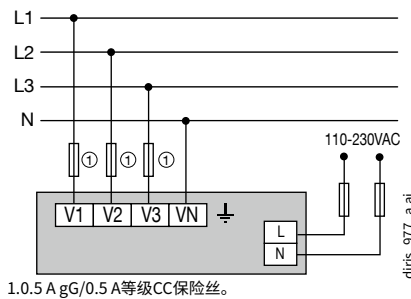 L1
L2
L3
N
① ① ①
110-230VAC
V1 V2 V3 VN
L
N
diris_977_a.ai
1.0.5 A gG/0.5 A等级CC保险丝。